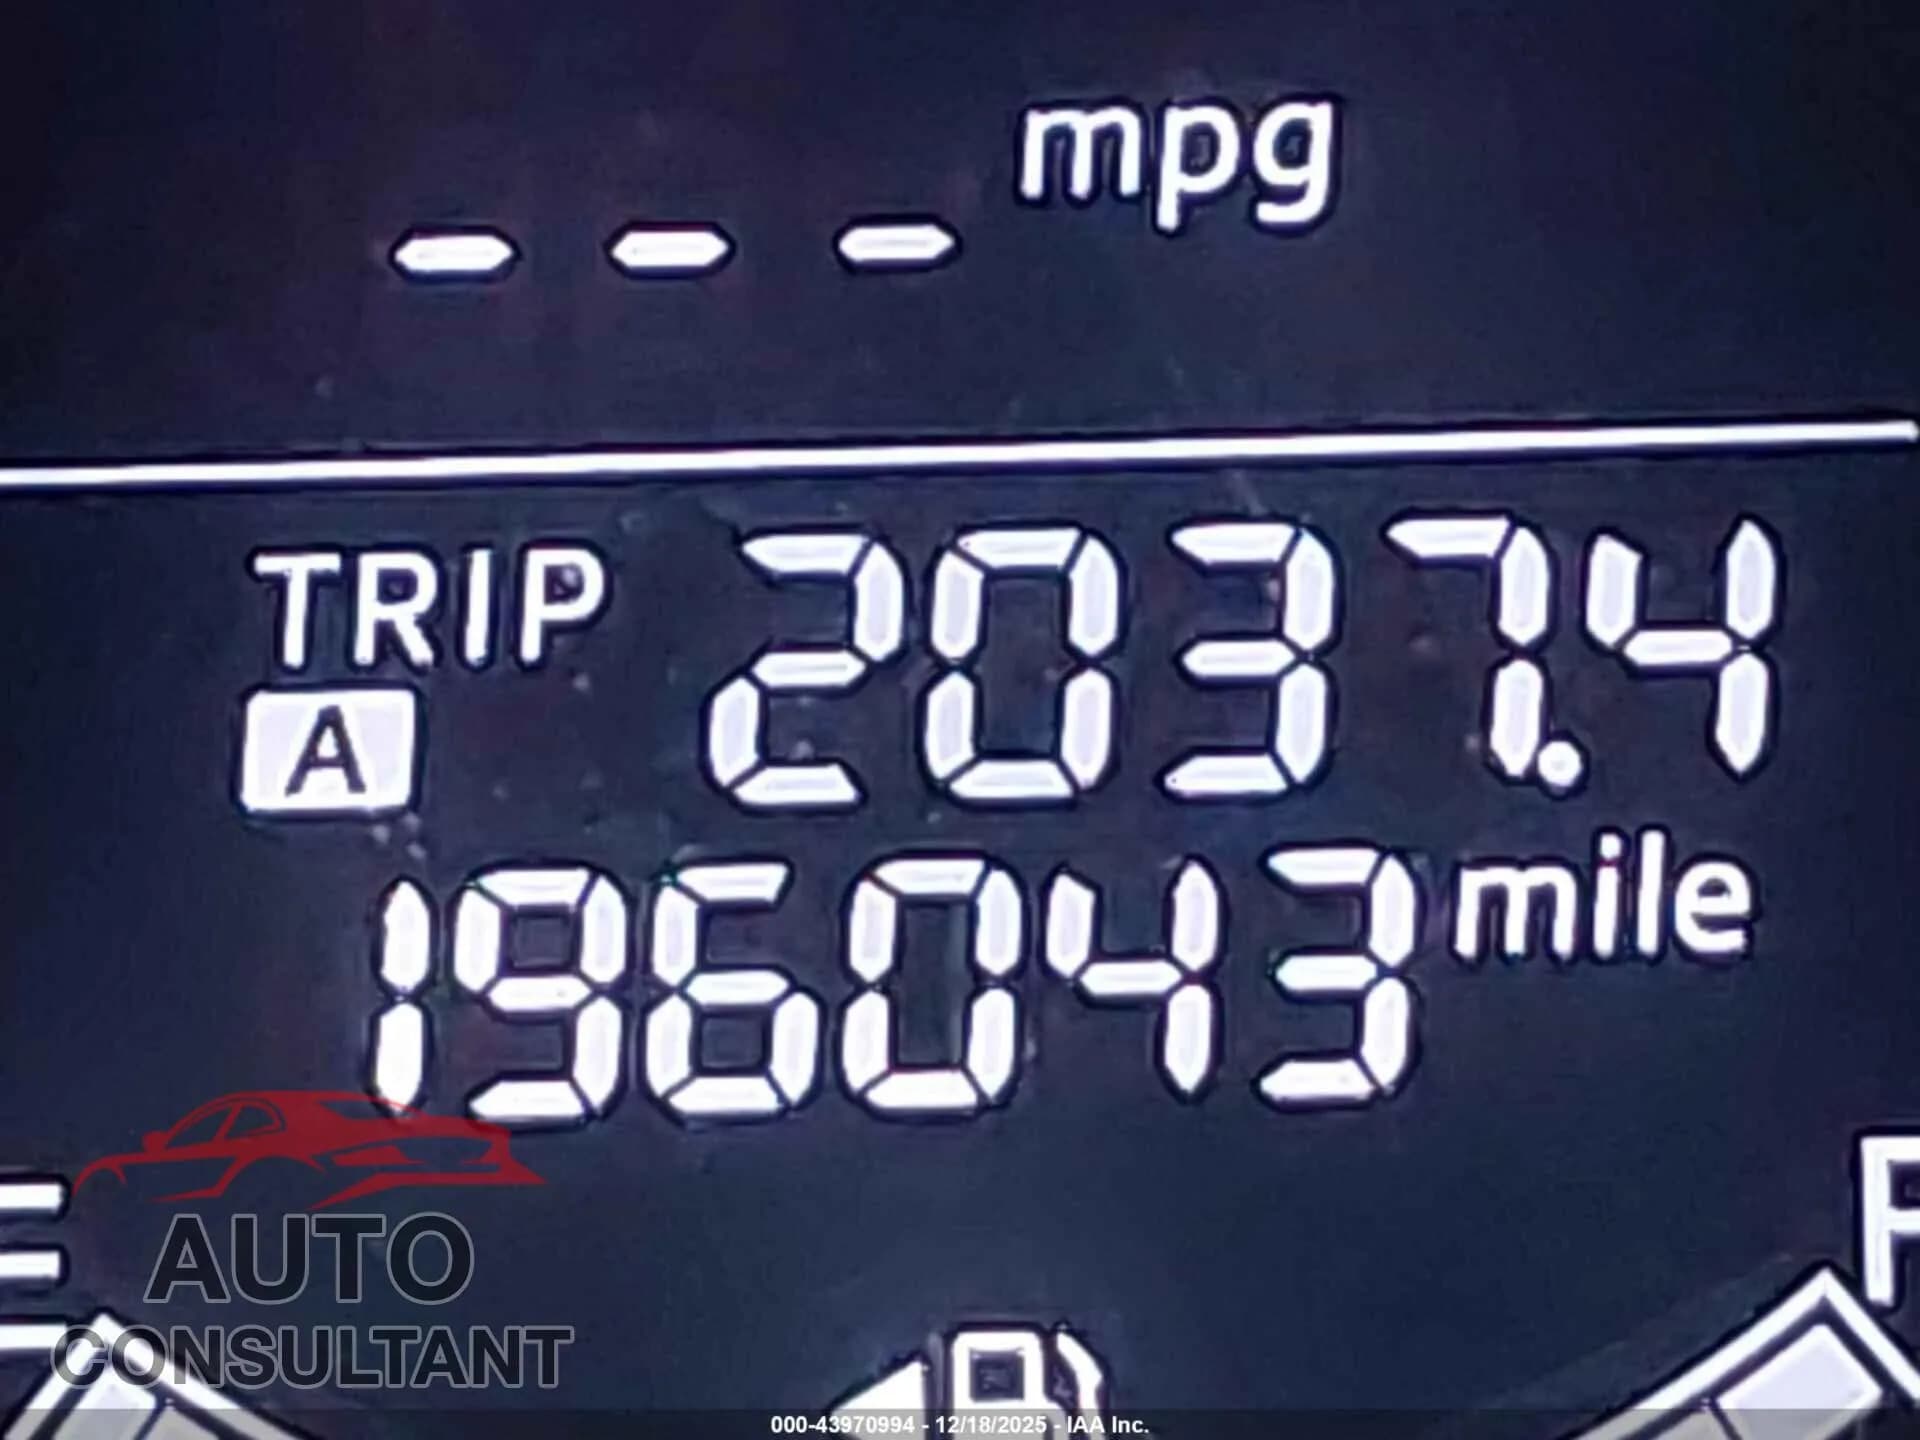 --- mpg
TRIP 2037.4
A
196043 mile
E
F
AUTO
CONSULTANT
000-43970994 - 12/18/2025 - IAA Inc.